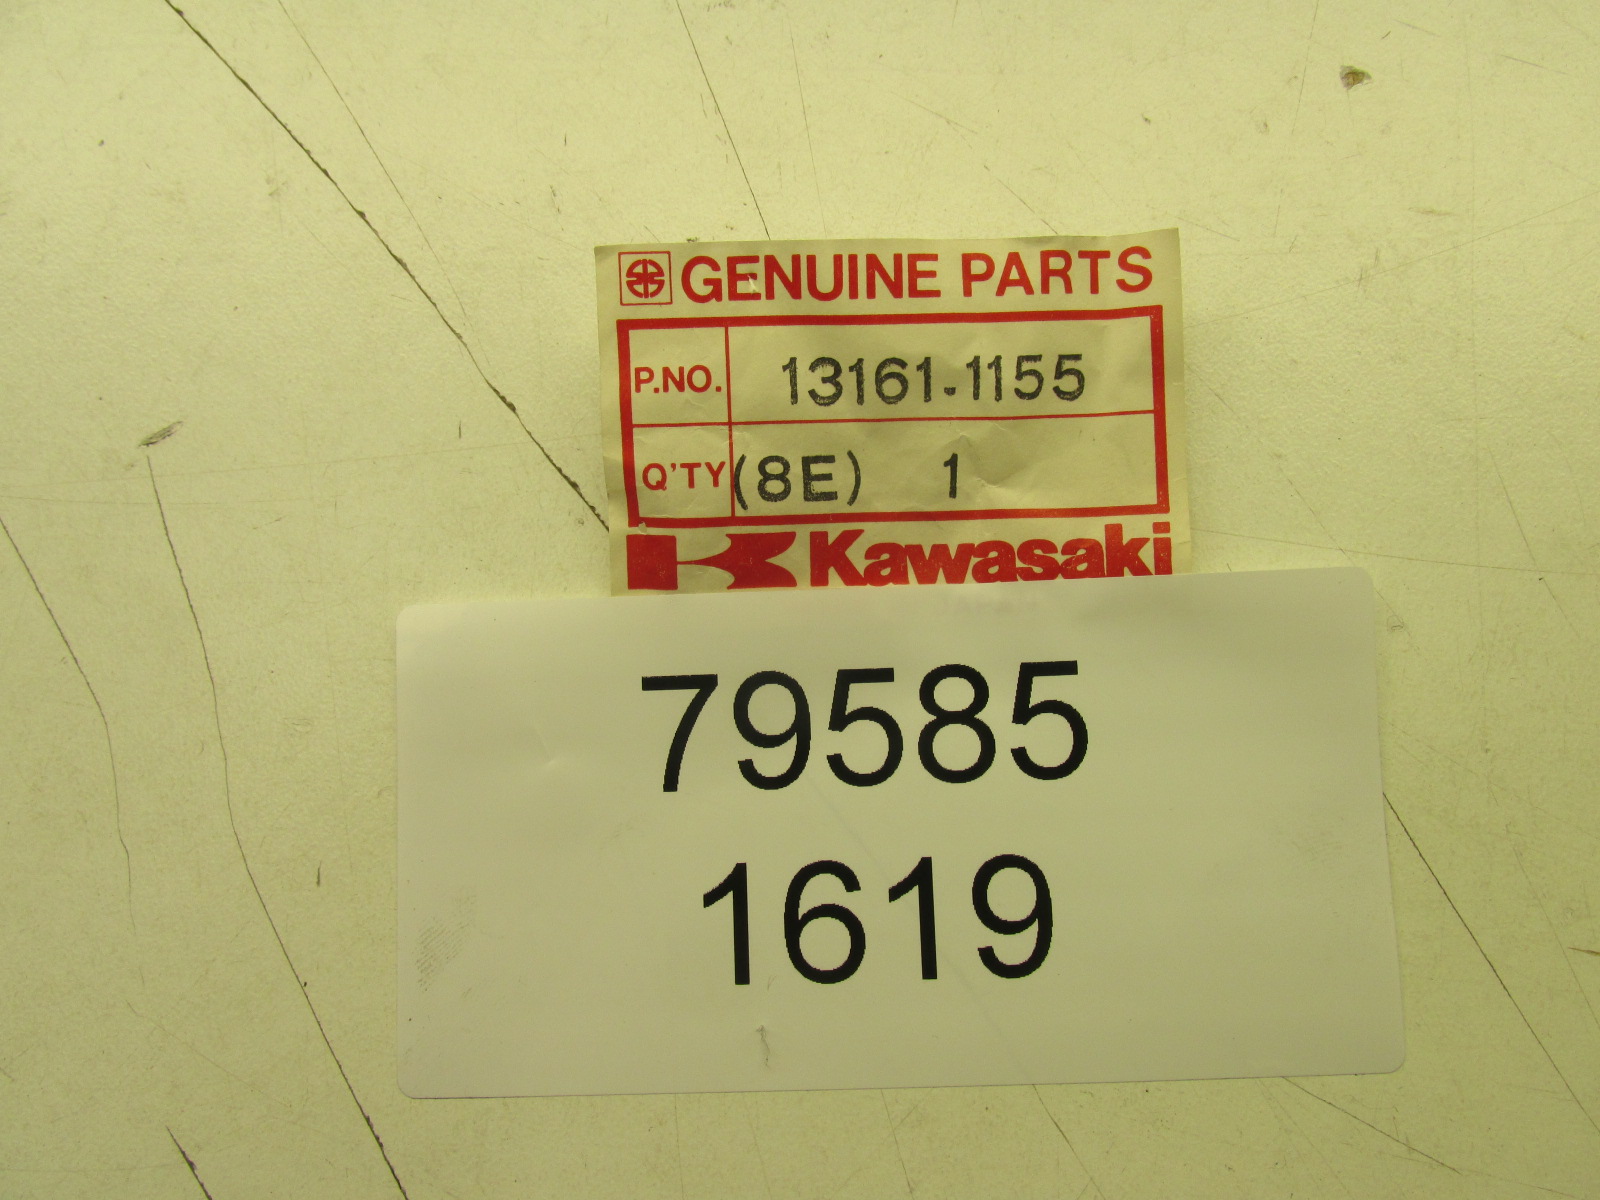 GENUINE PARTS
P.NO. 13161-1155
Q'TY (8E) 1
Kawasaki
79585
1619